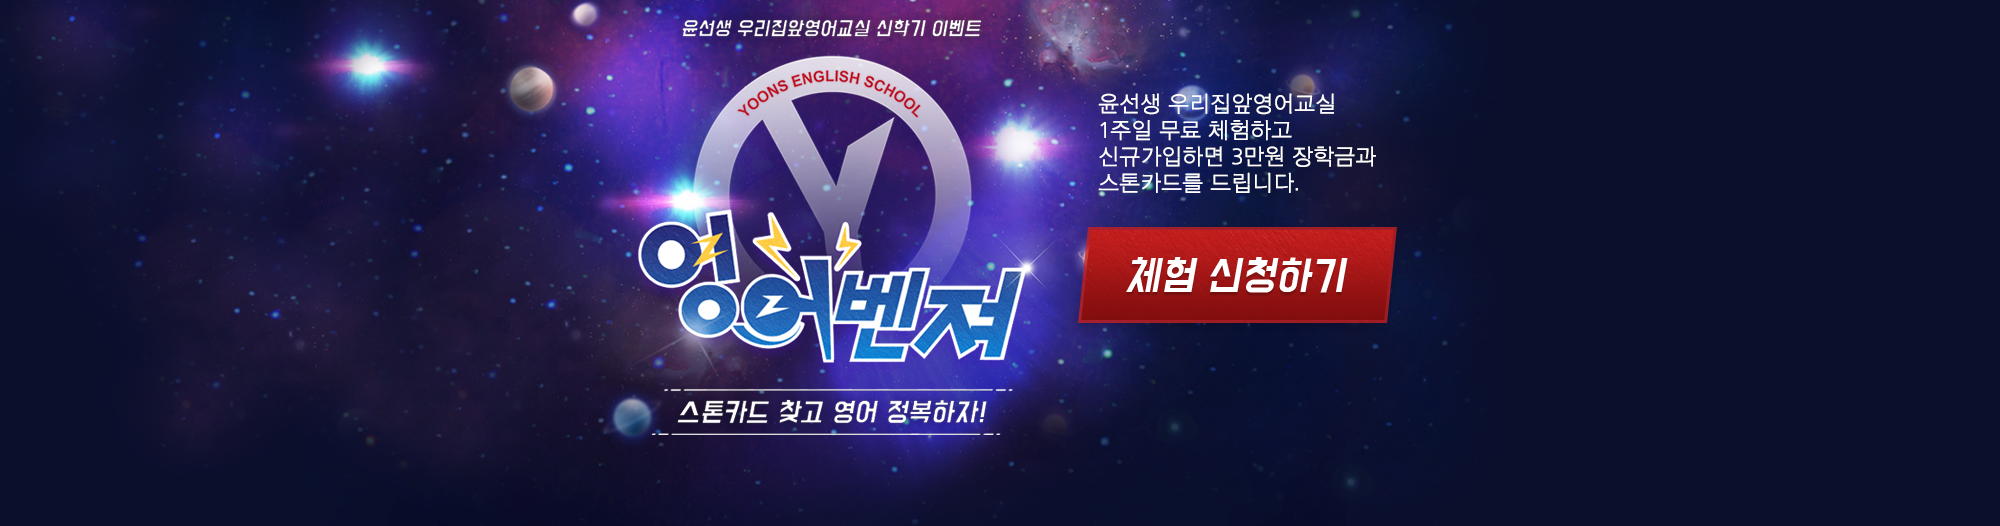 윤선생 우리집앞영어교실 신학기 이벤트
YOONS ENGLISH SCHOOL
영어벤져
스톤카드 찾고 영어 정복하자!
윤선생 우리집앞영어교실
1주일 무료 체험하고
신규가입하면 3만원 장학금과
스톤카드를 드립니다.
체험 신청하기